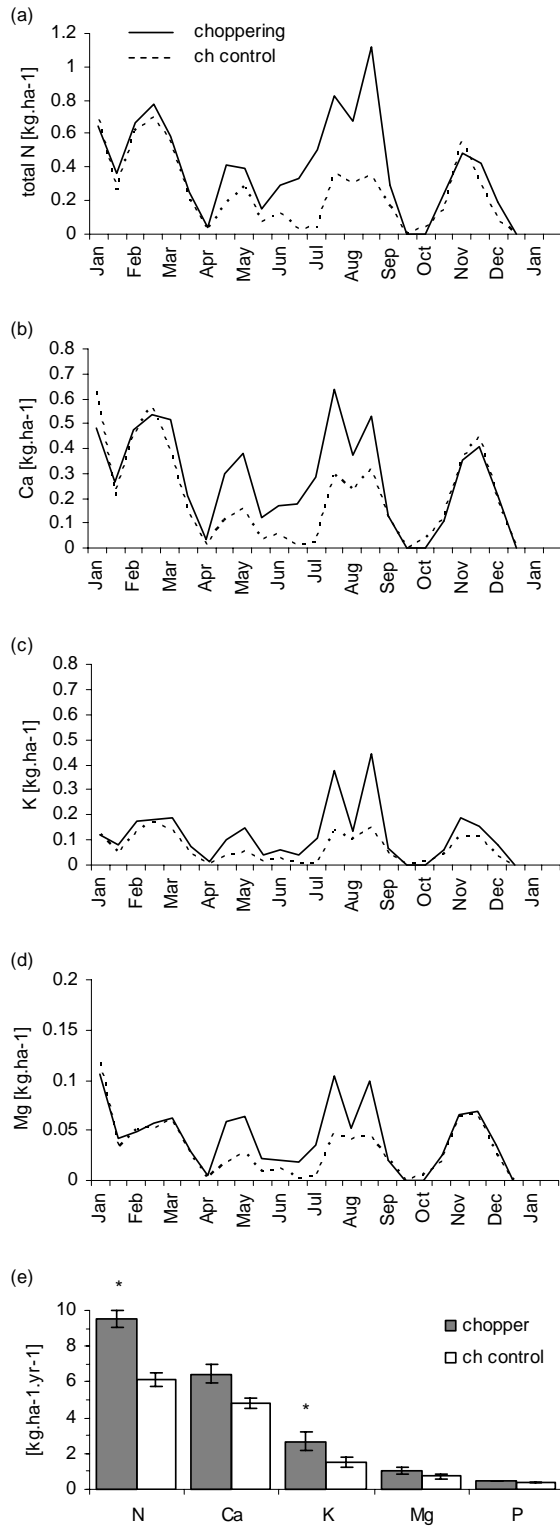 (a)
1.2
1
0.8
0.6
0.4
0.2
0
total N [kg.ha-1]
choppering
ch control
Jan Feb Mar Apr May Jun Jul Aug Sep Oct Nov Dec Jan
(b)
0.8
0.7
0.6
0.5
0.4
0.3
0.2
0.1
0
Ca [kg.ha-1]
Jan Feb Mar Apr May Jun Jul Aug Sep Oct Nov Dec Jan
(c)
0.8
0.7
0.6
0.5
0.4
0.3
0.2
0.1
0
K [kg.ha-1]
Jan Feb Mar Apr May Jun Jul Aug Sep Oct Nov Dec Jan
(d)
0.2
0.15
0.1
0.05
0
Mg [kg.ha-1]
Jan Feb Mar Apr May Jun Jul Aug Sep Oct Nov Dec Jan
(e)
10
8
6
4
2
0
[kg.ha-1.yr-1]
*
*
chopper
ch control
N Ca K Mg P